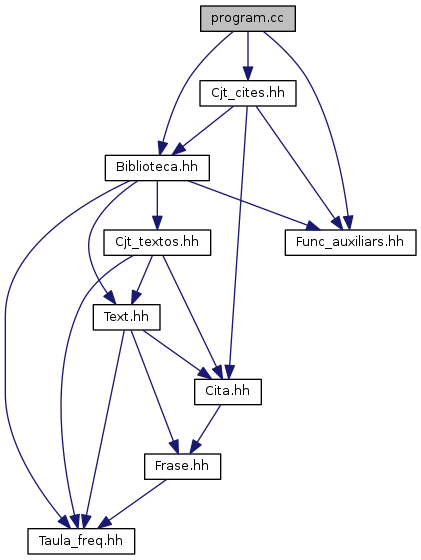 program.cc
Cjt_cites.hh
Biblioteca.hh
Cjt_textos.hh
Func_auxiliars.hh
Text.hh
Cita.hh
Frase.hh
Taula_freq.hh